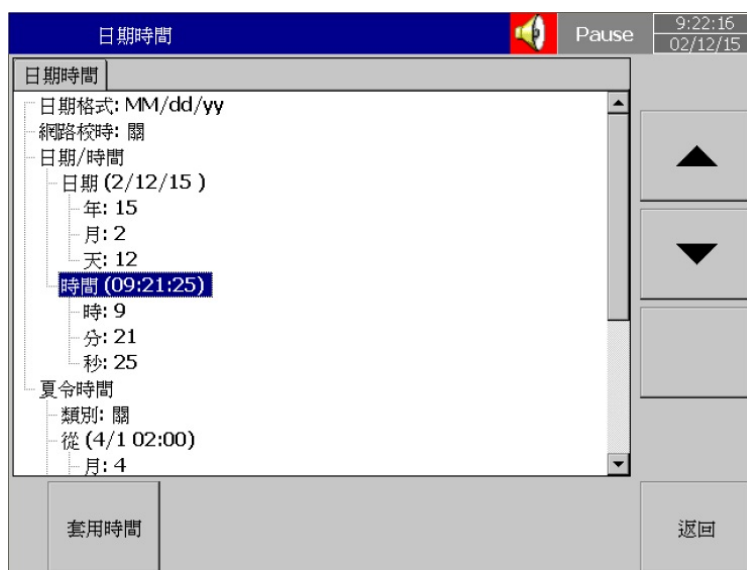 日期時間
Pause
9:22:16
02/12/15
日期時間
日期格式: MM/dd/yy
網路校時: 關
日期/時間
日期 (2/12/15 )
年: 15
月: 2
天: 12
時間 (09:21:25)
時: 9
分: 21
秒: 25
夏令時間
類別: 關
從 (4/1 02:00)
月: 4
套用時間
返回